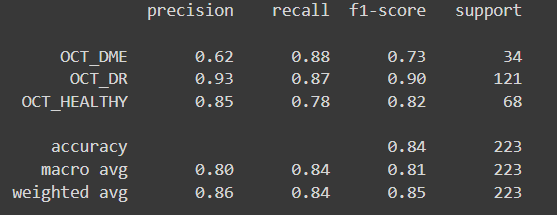 precision recall f1-score support
OCT_DME 0.62 0.88 0.73 34
OCT_DR 0.93 0.87 0.90 121
OCT_HEALTHY 0.85 0.78 0.82 68
accuracy 0.84 223
macro avg 0.80 0.84 0.81 223
weighted avg 0.86 0.84 0.85 223